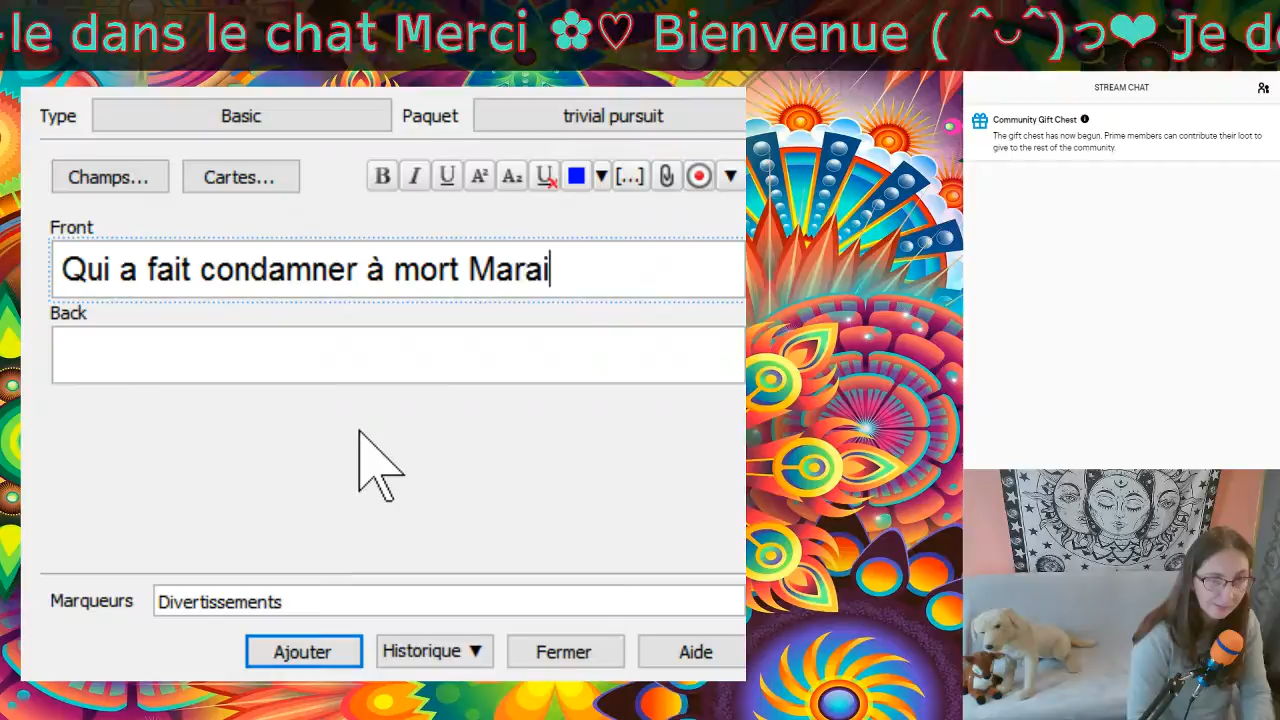 -le dans le chat Merci ✿♡ Bienvenue ( ˆ ᴗ ˆ)っ❤ Je d
Type Basic Paquet trivial pursuit
Champs... Cartes... B I U A² A₂ U [...]
Front
Qui a fait condamner à mort Marai
Back
Marqueurs Divertissements
Ajouter Historique ▼ Fermer Aide
STREAM CHAT
Community Gift Chest
The gift chest has now begun. Prime members can contribute their loot to
give to the rest of the community.